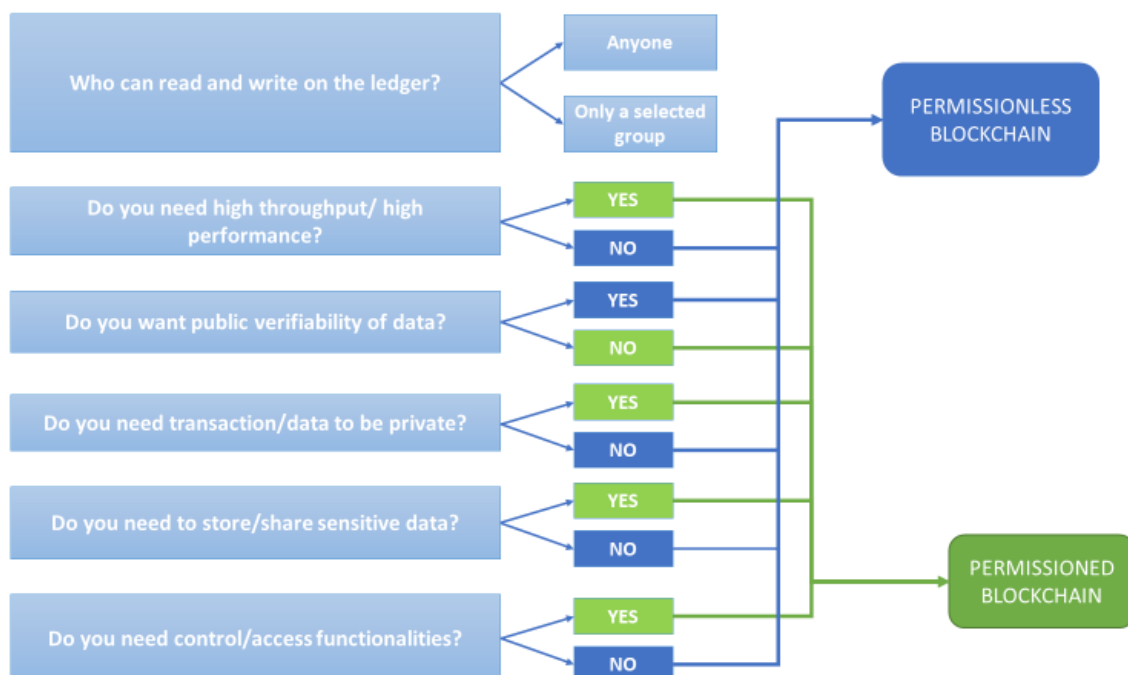 Who can read and write on the ledger?
Anyone
Only a selected
group
PERMISSIONLESS
BLOCKCHAIN
Do you need high throughput/ high
performance?
YES
NO
Do you want public verifiability of data?
YES
NO
Do you need transaction/data to be private?
YES
NO
Do you need to store/share sensitive data?
YES
NO
PERMISSIONED
BLOCKCHAIN
Do you need control/access functionalities?
YES
NO